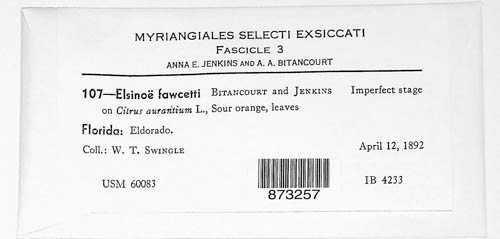 MYRIANGIALES SELECTI EXSICCATI
FASCICLE 3
ANNA E. JENKINS AND A. A. BITANCOURT
107—Elsinoë fawcetti BITANCOURT and JENKINS Imperfect stage
on Citrus aurantium L., Sour orange, leaves
Florida: Eldorado.
Coll.: W. T. SWINGLE April 12, 1892
USM 60083 IB 4233
873257